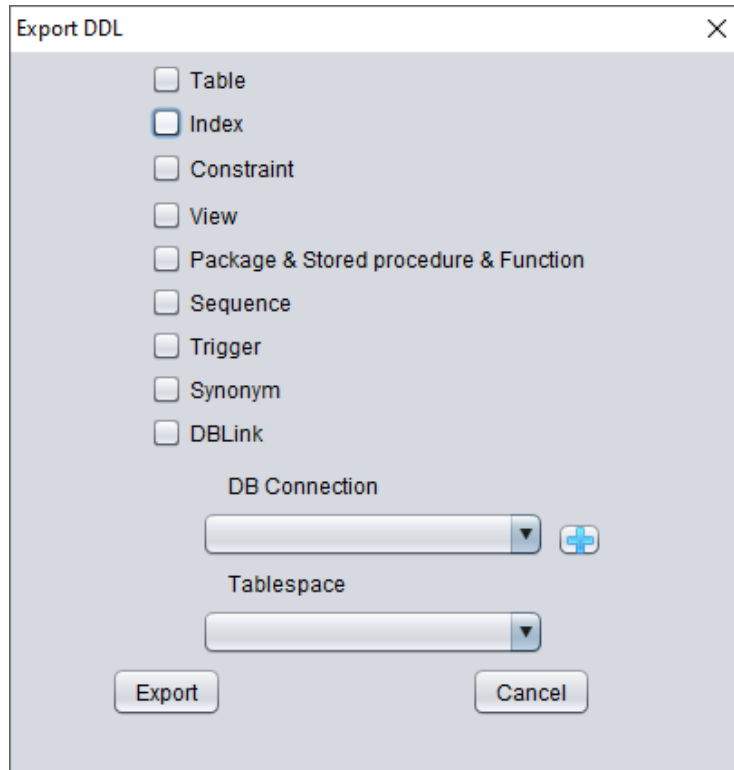 Export DDL
Table
Index
Constraint
View
Package & Stored procedure & Function
Sequence
Trigger
Synonym
DBLink
DB Connection
Tablespace
Export
Cancel